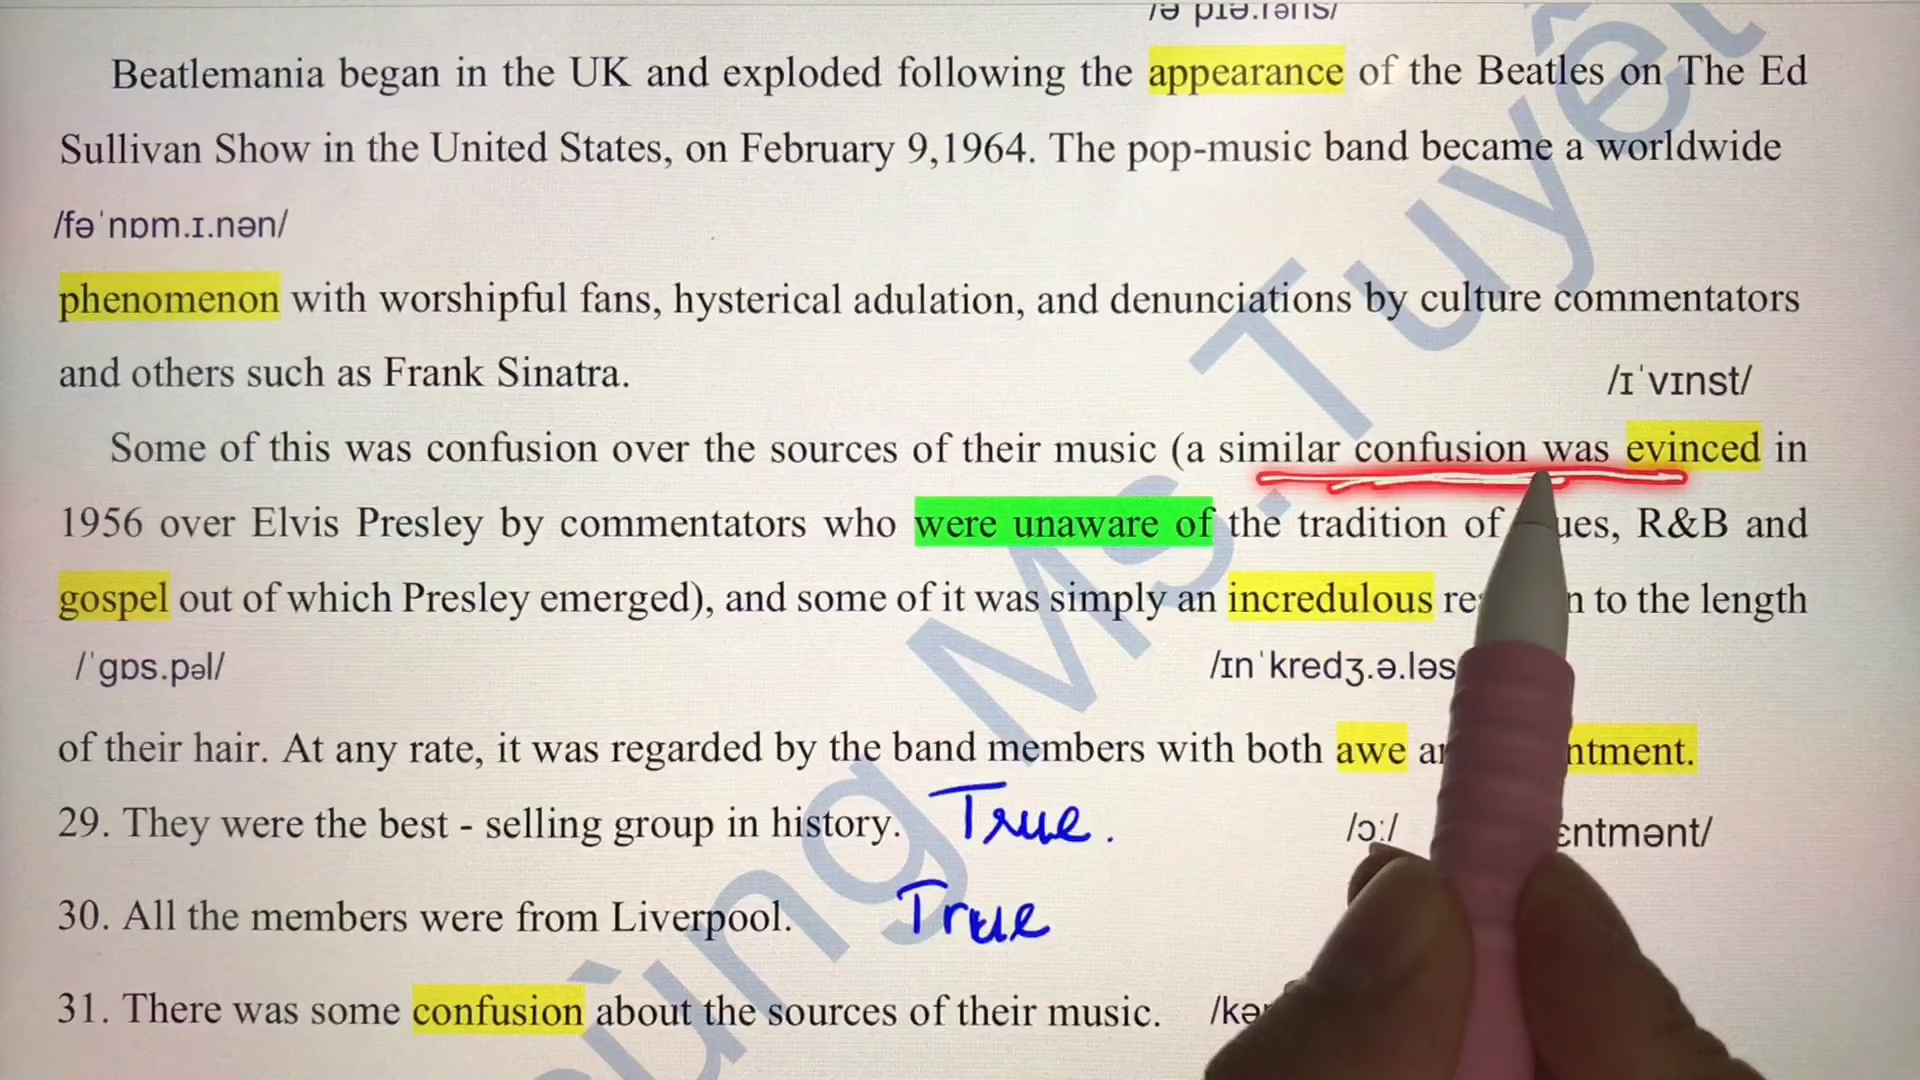 Beatlemania began in the UK and exploded following the appearance of the Beatles on The Ed
Sullivan Show in the United States, on February 9,1964. The pop-music band became a worldwide
/fəˈnɒm.ɪ.nən/
phenomenon with worshipful fans, hysterical adulation, and denunciations by culture commentators
and others such as Frank Sinatra.
/ɪˈvɪnst/
Some of this was confusion over the sources of their music (a similar confusion was evinced in
1956 over Elvis Presley by commentators who were unaware of the tradition of R&B and
gospel out of which Presley emerged), and some of it was simply an incredulous to the length
/ˈɡɒs.pəl/ /ɪnˈkredʒ.ə.ləs
of their hair. At any rate, it was regarded by the band members with both awe
29. They were the best - selling group in history. True.
/ɔː/
30. All the members were from Liverpool. True
31. There was some confusion about the sources of their music.
Ms. Tuyết